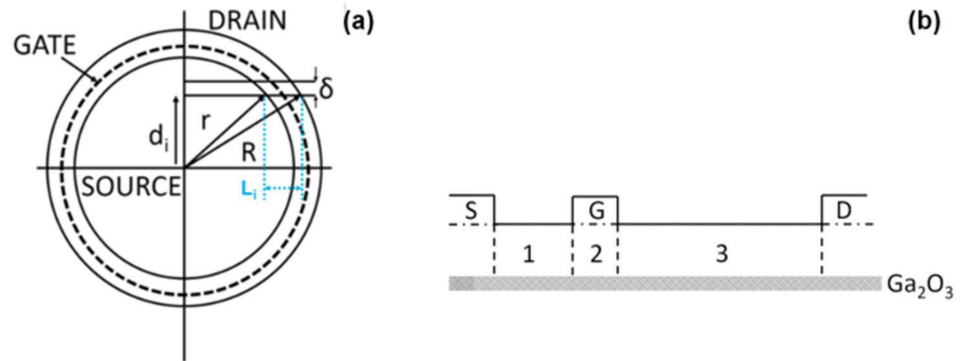 DRAIN
(a)
GATE
δ
r
dᵢ
R
SOURCE
Lᵢ
(b)
S G D
1 2 3
Ga₂O₃